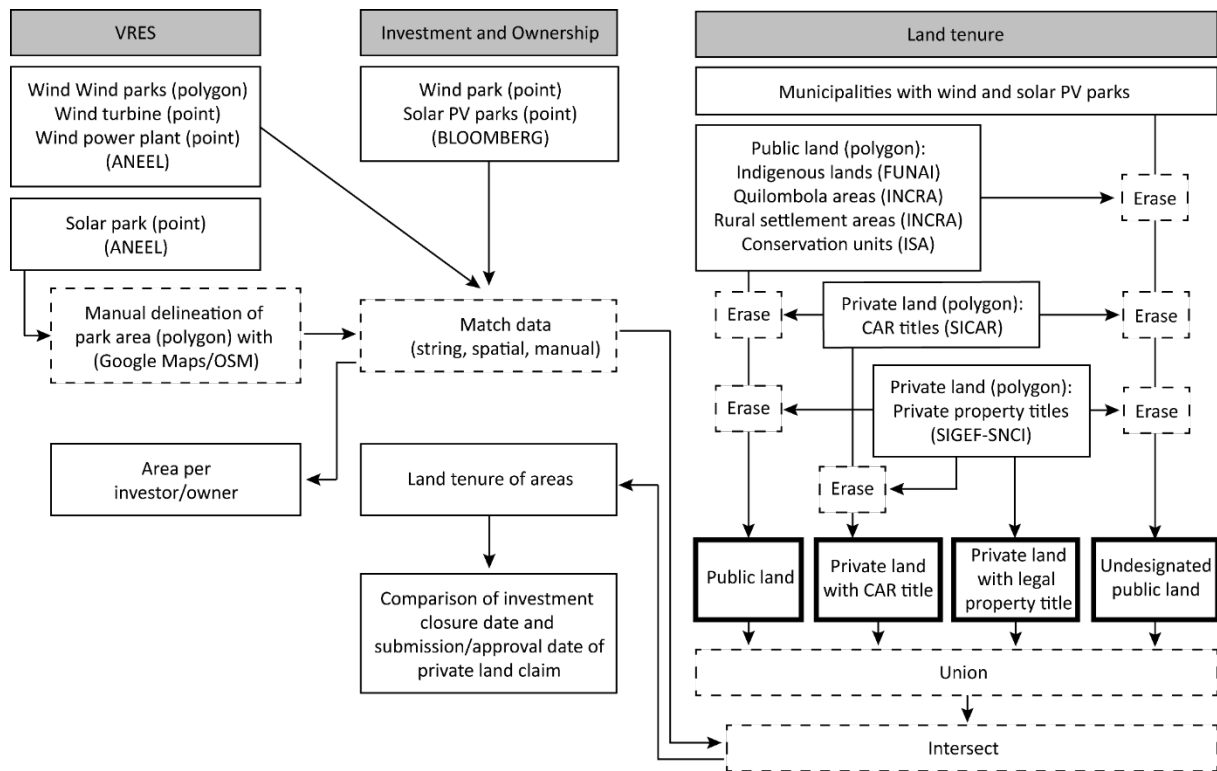 VRES
Wind Wind parks (polygon)
Wind turbine (point)
Wind power plant (point)
(ANEEL)
Solar park (point)
(ANEEL)
Manual delineation of
park area (polygon) with
(Google Maps/OSM)
Area per
investor/owner
Investment and Ownership
Wind park (point)
Solar PV parks (point)
(BLOOMBERG)
Match data
(string, spatial, manual)
Land tenure of areas
Comparison of investment
closure date and
submission/approval date of
private land claim
Land tenure
Municipalities with wind and solar PV parks
Public land (polygon):
Indigenous lands (FUNAI)
Quilombola areas (INCRA)
Rural settlement areas (INCRA)
Conservation units (ISA)
Erase
Erase
Private land (polygon):
CAR titles (SICAR)
Erase
Erase
Private land (polygon):
Private property titles
(SIGEF-SNCI)
Erase
Erase
Public land
Private land
with CAR title
Private land
with legal
property title
Undesignated
public land
Union
Intersect